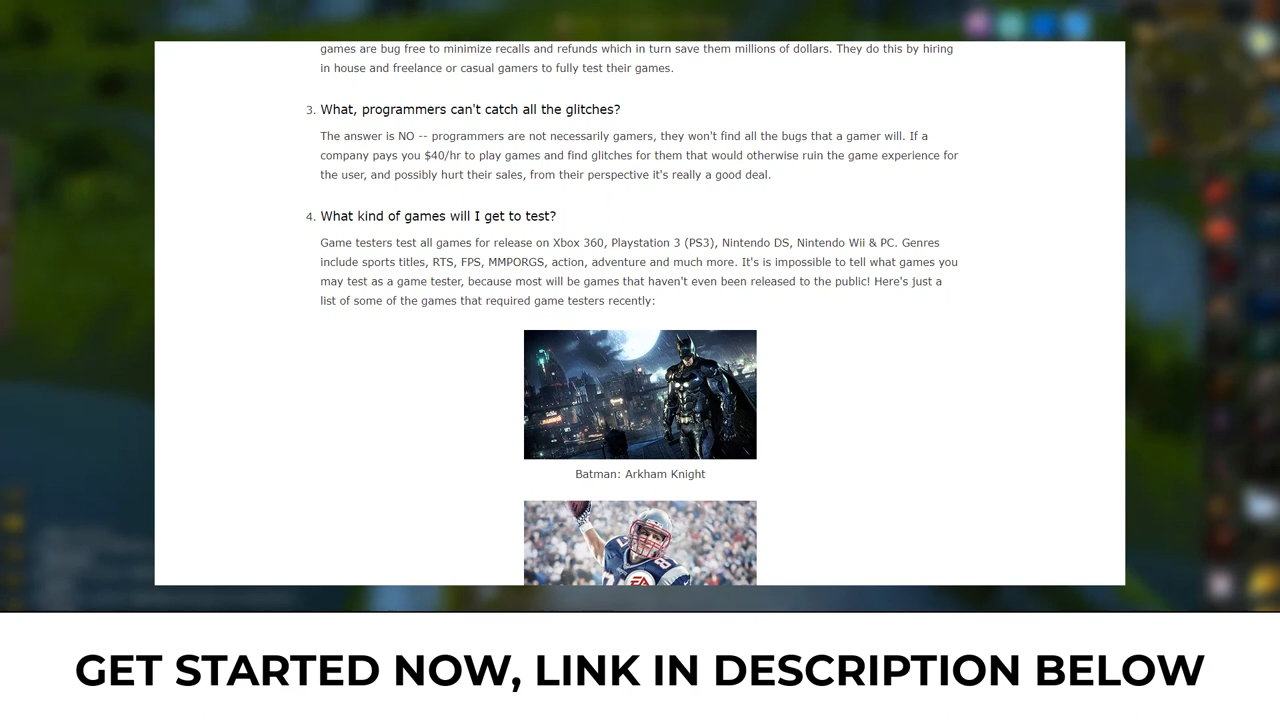 games are bug free to minimize recalls and refunds which in turn save them millions of dollars. They do this by hiring
in house and freelance or casual gamers to fully test their games.
3. What, programmers can't catch all the glitches?
The answer is NO -- programmers are not necessarily gamers, they won't find all the bugs that a gamer will. If a
company pays you $40/hr to play games and find glitches for them that would otherwise ruin the game experience for
the user, and possibly hurt their sales, from their perspective it's really a good deal.
4. What kind of games will I get to test?
Game testers test all games for release on Xbox 360, Playstation 3 (PS3), Nintendo DS, Nintendo Wii & PC. Genres
include sports titles, RTS, FPS, MMPORGS, action, adventure and much more. It's is impossible to tell what games you
may test as a game tester, because most will be games that haven't even been released to the public! Here's just a
list of some of the games that required game testers recently:
Batman: Arkham Knight
EA
GET STARTED NOW, LINK IN DESCRIPTION BELOW